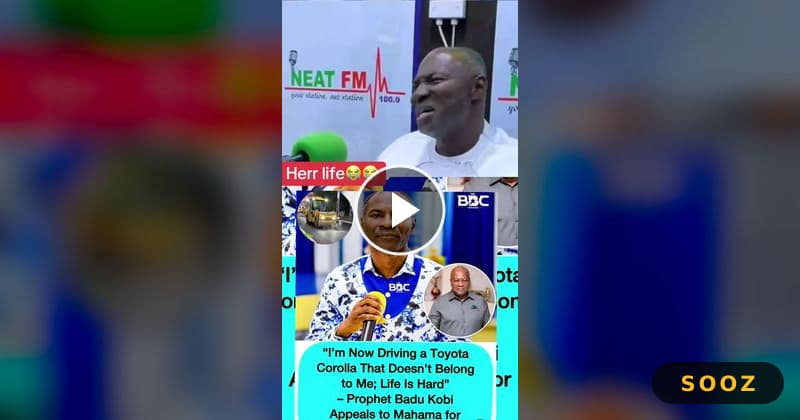 NEAT FM
your station, our station
100.9
Herr life😭😭
BDC
BDC
"I'm Now Driving a Toyota
Corolla That Doesn't Belong
to Me; Life Is Hard"
– Prophet Badu Kobi
Appeals to Mahama for
SOOZ